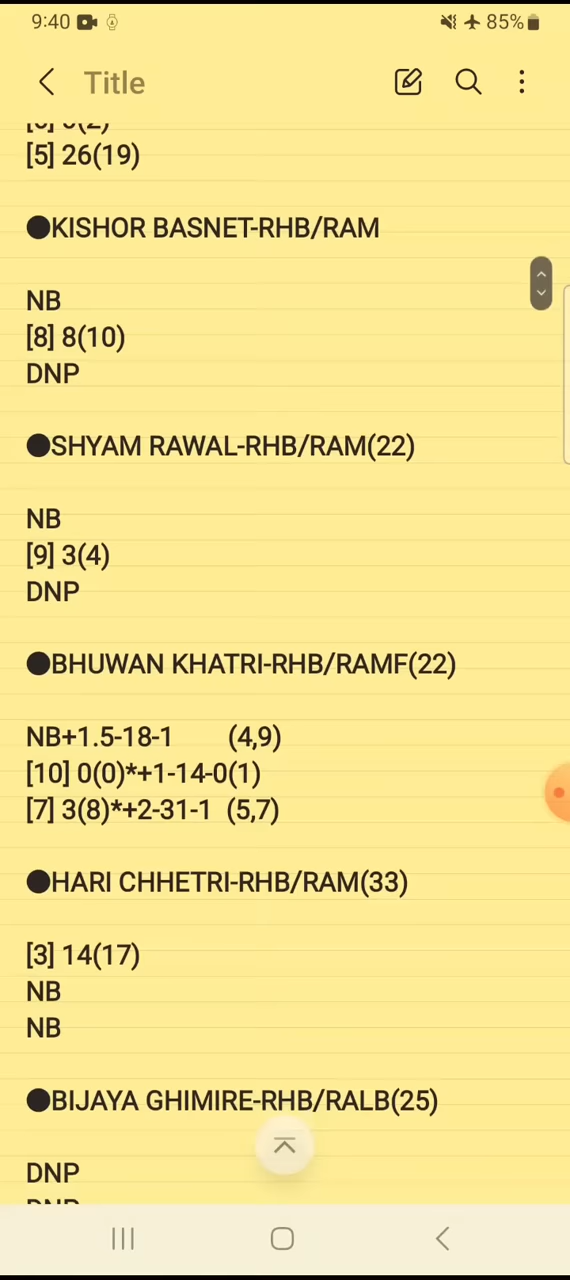 9:40 85%
Title
[5] 26(19)
●KISHOR BASNET-RHB/RAM
NB
[8] 8(10)
DNP
●SHYAM RAWAL-RHB/RAM(22)
NB
[9] 3(4)
DNP
●BHUWAN KHATRI-RHB/RAMF(22)
NB+1.5-18-1 (4,9)
[10] 0(0)*+1-14-0(1)
[7] 3(8)*+2-31-1 (5,7)
●HARI CHHETRI-RHB/RAM(33)
[3] 14(17)
NB
NB
●BIJAYA GHIMIRE-RHB/RALB(25)
DNP